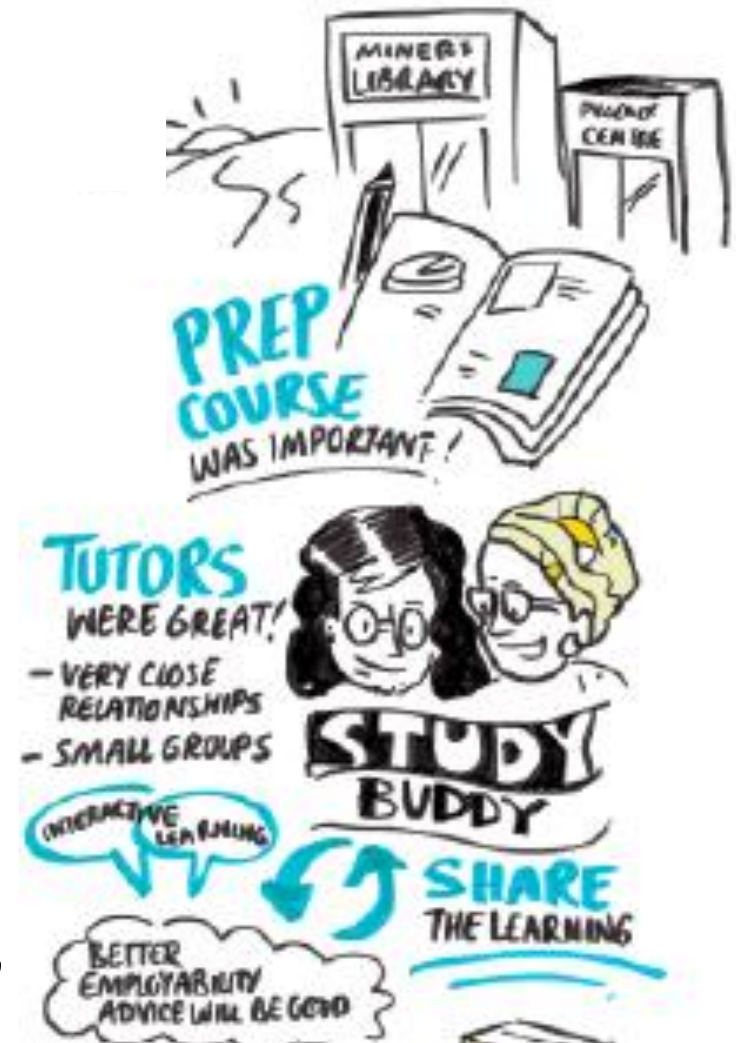 MINERS
LIBRARY
CENTRE
PREP
COURSE
WAS IMPORTANT!
TUTORS
WERE GREAT!
- VERY CLOSE
RELATIONSHIPS
- SMALL GROUPS
STUDY
BUDDY
INTERACTIVE
LEARNING
SHARE
THE LEARNING
BETTER
EMPLOYABILITY
ADVICE WILL BE GOOD